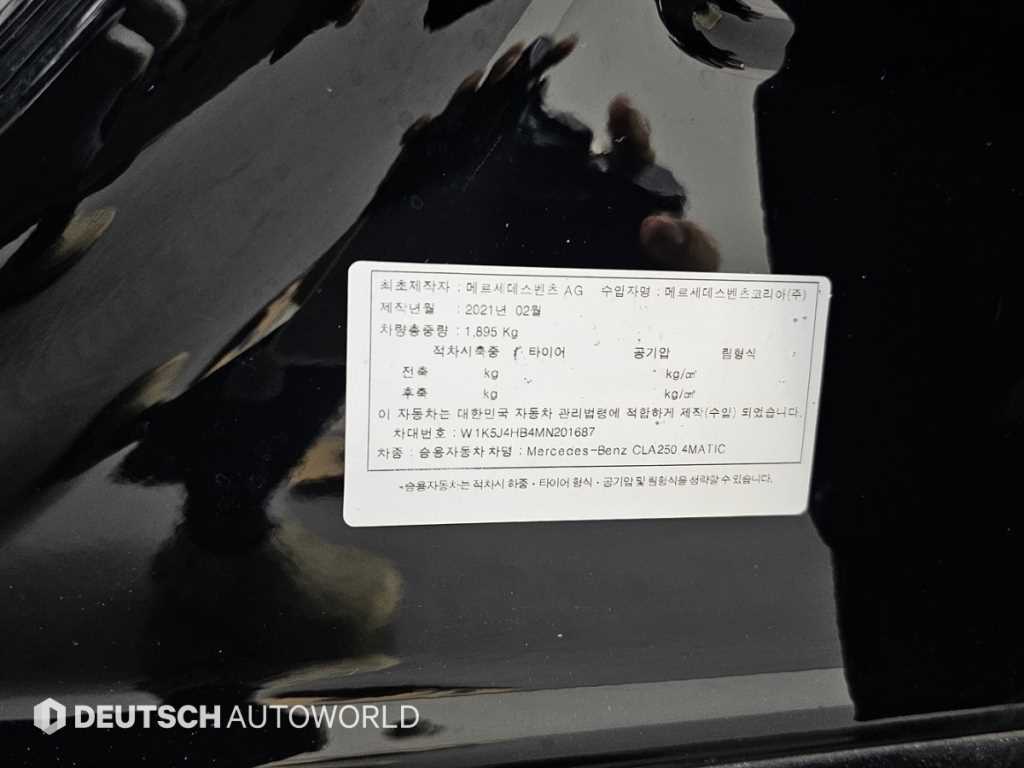 최초제작자 : 메르세데스벤츠 AG 수입자명 : 메르세데스벤츠코리아(주)
제작년월 : 2021년 02월
차량총중량 : 1,895 Kg
적차시축중 타이어 공기압 림형식
전축 kg kg/㎠
후축 kg kg/㎠
이 자동차는 대한민국 자동차 관리법령에 적합하게 제작(수입) 되었습니다.
차대번호 : W1K5J4HB4MN201687
차종 : 승용자동차 차명 : Mercedes-Benz CLA250 4MATIC
*승용자동차는 적차시 하중·타이어 형식·공기압 및 림형식을 생략할 수 있습니다.
DEUTSCH AUTOWORLD